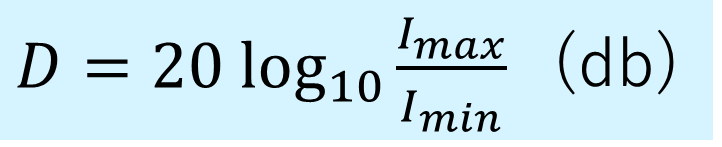 D = 20 log₁₀ I_max/I_min (db)